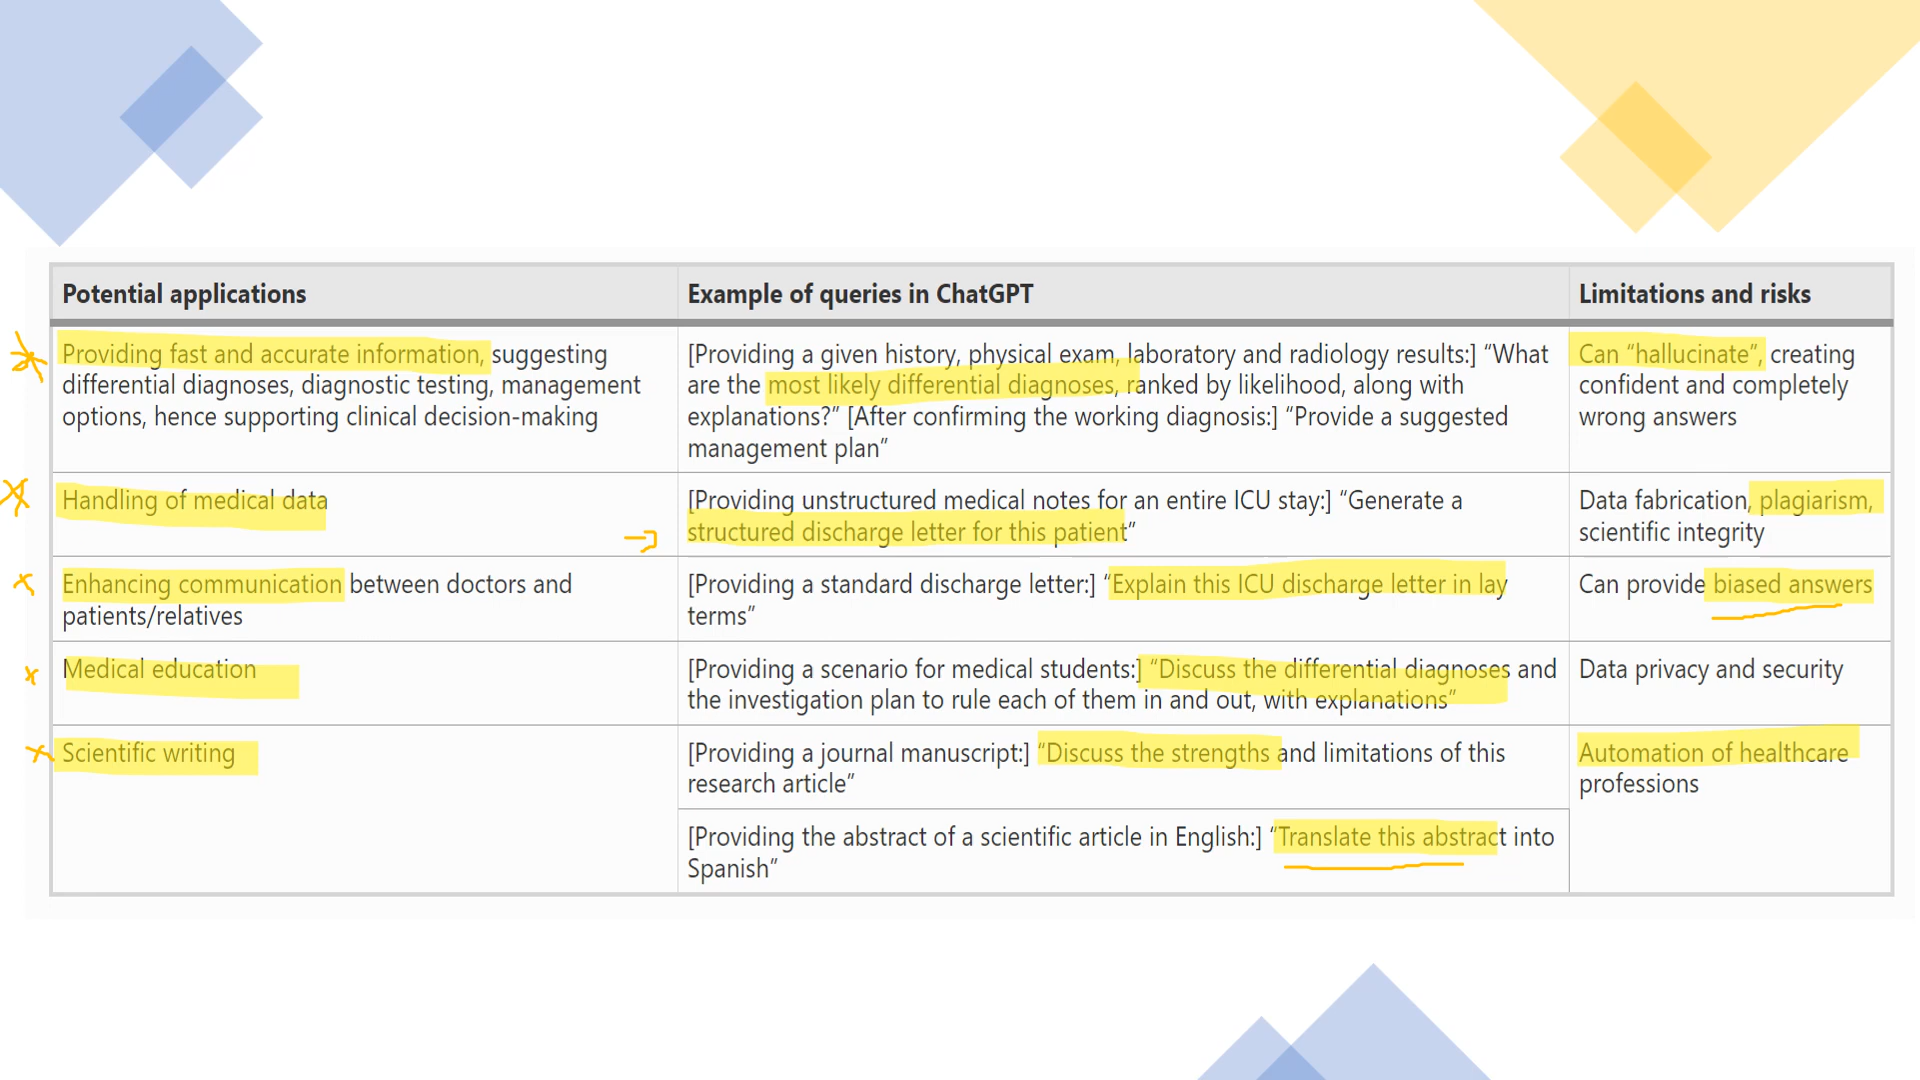 Potential applications
Example of queries in ChatGPT
Limitations and risks
Providing fast and accurate information, suggesting
differential diagnoses, diagnostic testing, management
options, hence supporting clinical decision-making
[Providing a given history, physical exam, laboratory and radiology results:] “What
are the most likely differential diagnoses, ranked by likelihood, along with
explanations?” [After confirming the working diagnosis:] “Provide a suggested
management plan”
Can “hallucinate”, creating
confident and completely
wrong answers
Handling of medical data
[Providing unstructured medical notes for an entire ICU stay:] “Generate a
structured discharge letter for this patient”
Data fabrication, plagiarism,
scientific integrity
Enhancing communication between doctors and
patients/relatives
[Providing a standard discharge letter:] “Explain this ICU discharge letter in lay
terms”
Can provide biased answers
Medical education
[Providing a scenario for medical students:] “Discuss the differential diagnoses and
the investigation plan to rule each of them in and out, with explanations”
Data privacy and security
Scientific writing
[Providing a journal manuscript:] “Discuss the strengths and limitations of this
research article”
Automation of healthcare
professions
[Providing the abstract of a scientific article in English:] “Translate this abstract into
Spanish”